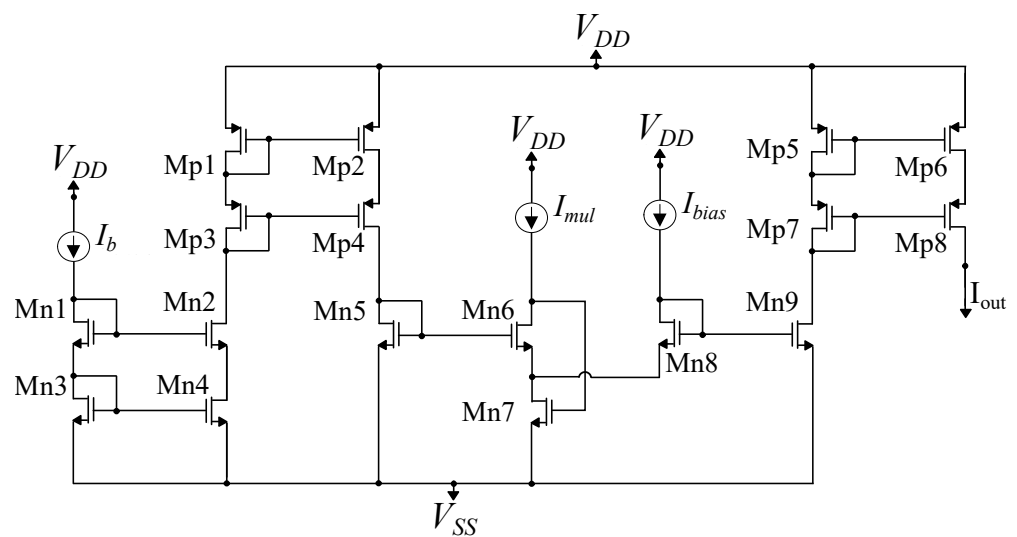 V_DD
Mp1
Mp2
Mp5
Mp6
V_DD
V_DD
V_DD
Mp3
Mp4
I_mul
I_bias
Mp7
Mp8
I_b
Mn1
Mn2
Mn5
Mn6
Mn9
I_out
Mn8
Mn3
Mn4
Mn7
V_SS